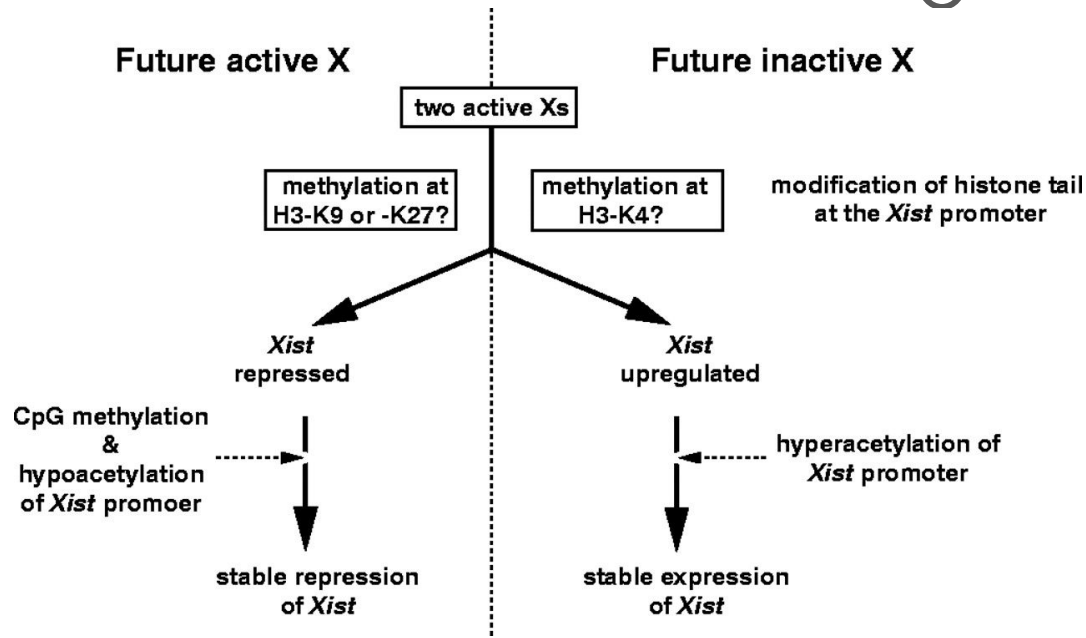 Future active X
Future inactive X
two active Xs
methylation at
H3-K9 or -K27?
methylation at
H3-K4?
modification of histone tail
at the Xist promoter
Xist
repressed
Xist
upregulated
CpG methylation
&
hypoacetylation
of Xist promoer
hyperacetylation of
Xist promoter
stable repression
of Xist
stable expression
of Xist